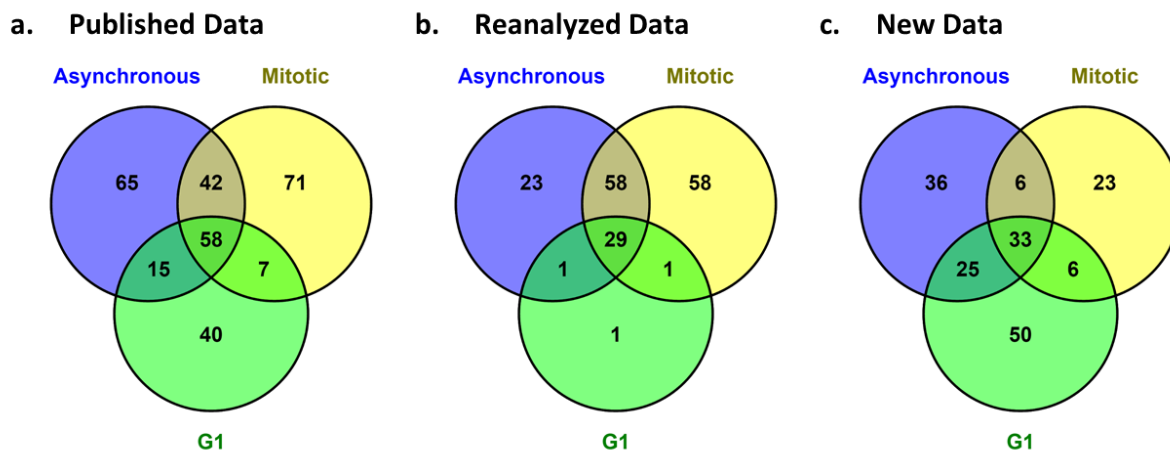 a. Published Data
Asynchronous Mitotic
65 42 71
58
15 7
40
G1
b. Reanalyzed Data
Asynchronous Mitotic
23 58 58
29
1 1
1
G1
c. New Data
Asynchronous Mitotic
36 6 23
33
25 6
50
G1